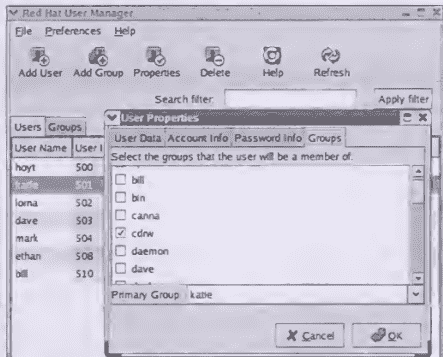 Red Hat User Manager
File Preferences Help
Add User Add Group Properties Delete Help Refresh
Search filter: Apply filter
Users Groups
User Name User I
hoyt 500
katie 501
lorna 502
dave 503
mark 504
ethan 508
bill 510
User Properties
User Data Account Info Password Info Groups
Select the groups that the user will be a member of:
bill
bin
canna
cdrw
daemon
dave
Primary Group katie
Cancel OK